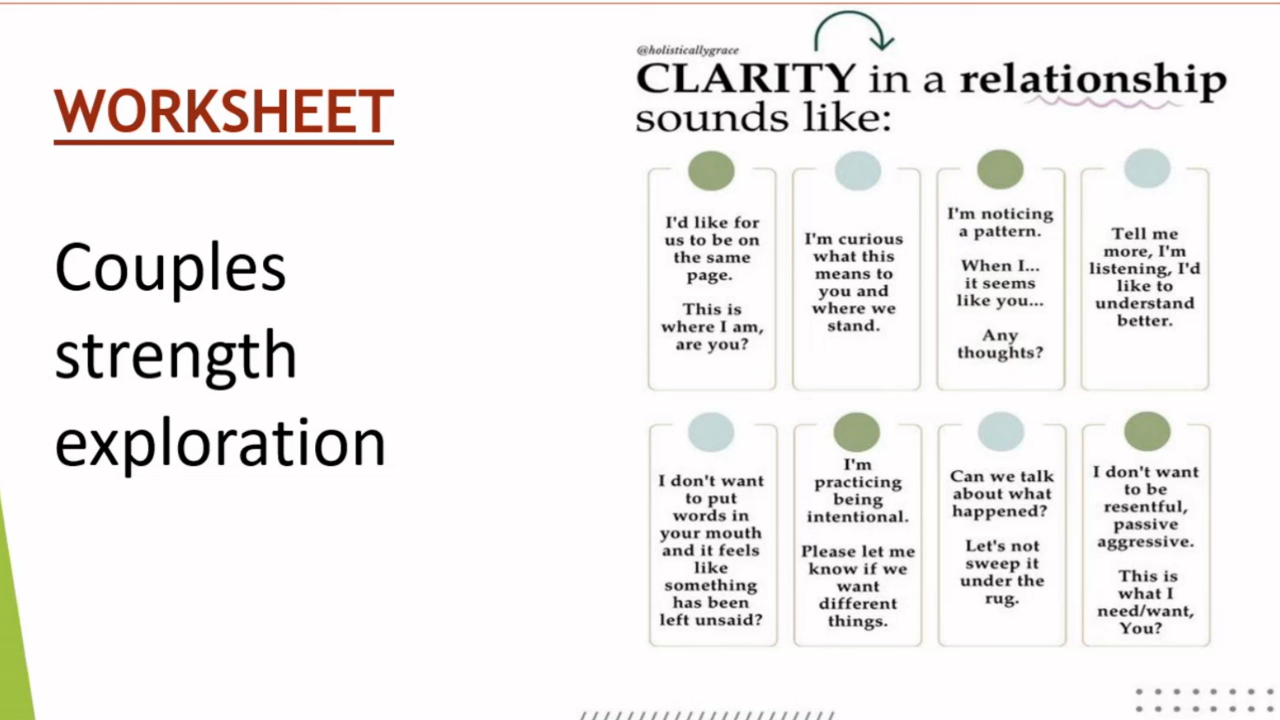 WORKSHEET
Couples
strength
exploration
@holisticallygrace
CLARITY in a relationship
sounds like:
I'd like for
us to be on
the same
page.
This is
where I am,
are you?
I'm curious
what this
means to
you and
where we
stand.
I'm noticing
a pattern.
When I...
it seems
like you...
Any
thoughts?
Tell me
more, I'm
listening, I'd
like to
understand
better.
I don't want
to put
words in
your mouth
and it feels
like
something
has been
left unsaid?
I'm
practicing
being
intentional.
Please let me
know if we
want
different
things.
Can we talk
about what
happened?
Let's not
sweep it
under the
rug.
I don't want
to be
resentful,
passive
aggressive.
This is
what I
need/want,
You?